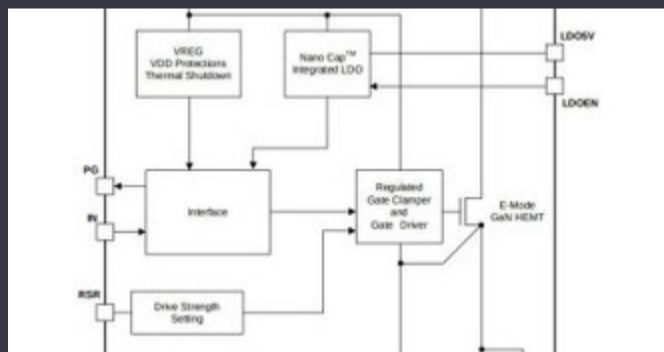 VREG
VDD Protections
Thermal Shutdown
Nano Cap™
Integrated LDO
LDO5V
LDOEN
PG
IN
Interface
Regulated
Gate Clamper
and
Gate Driver
E-Mode
GaN HEMT
RSR
Drive Strength
Setting